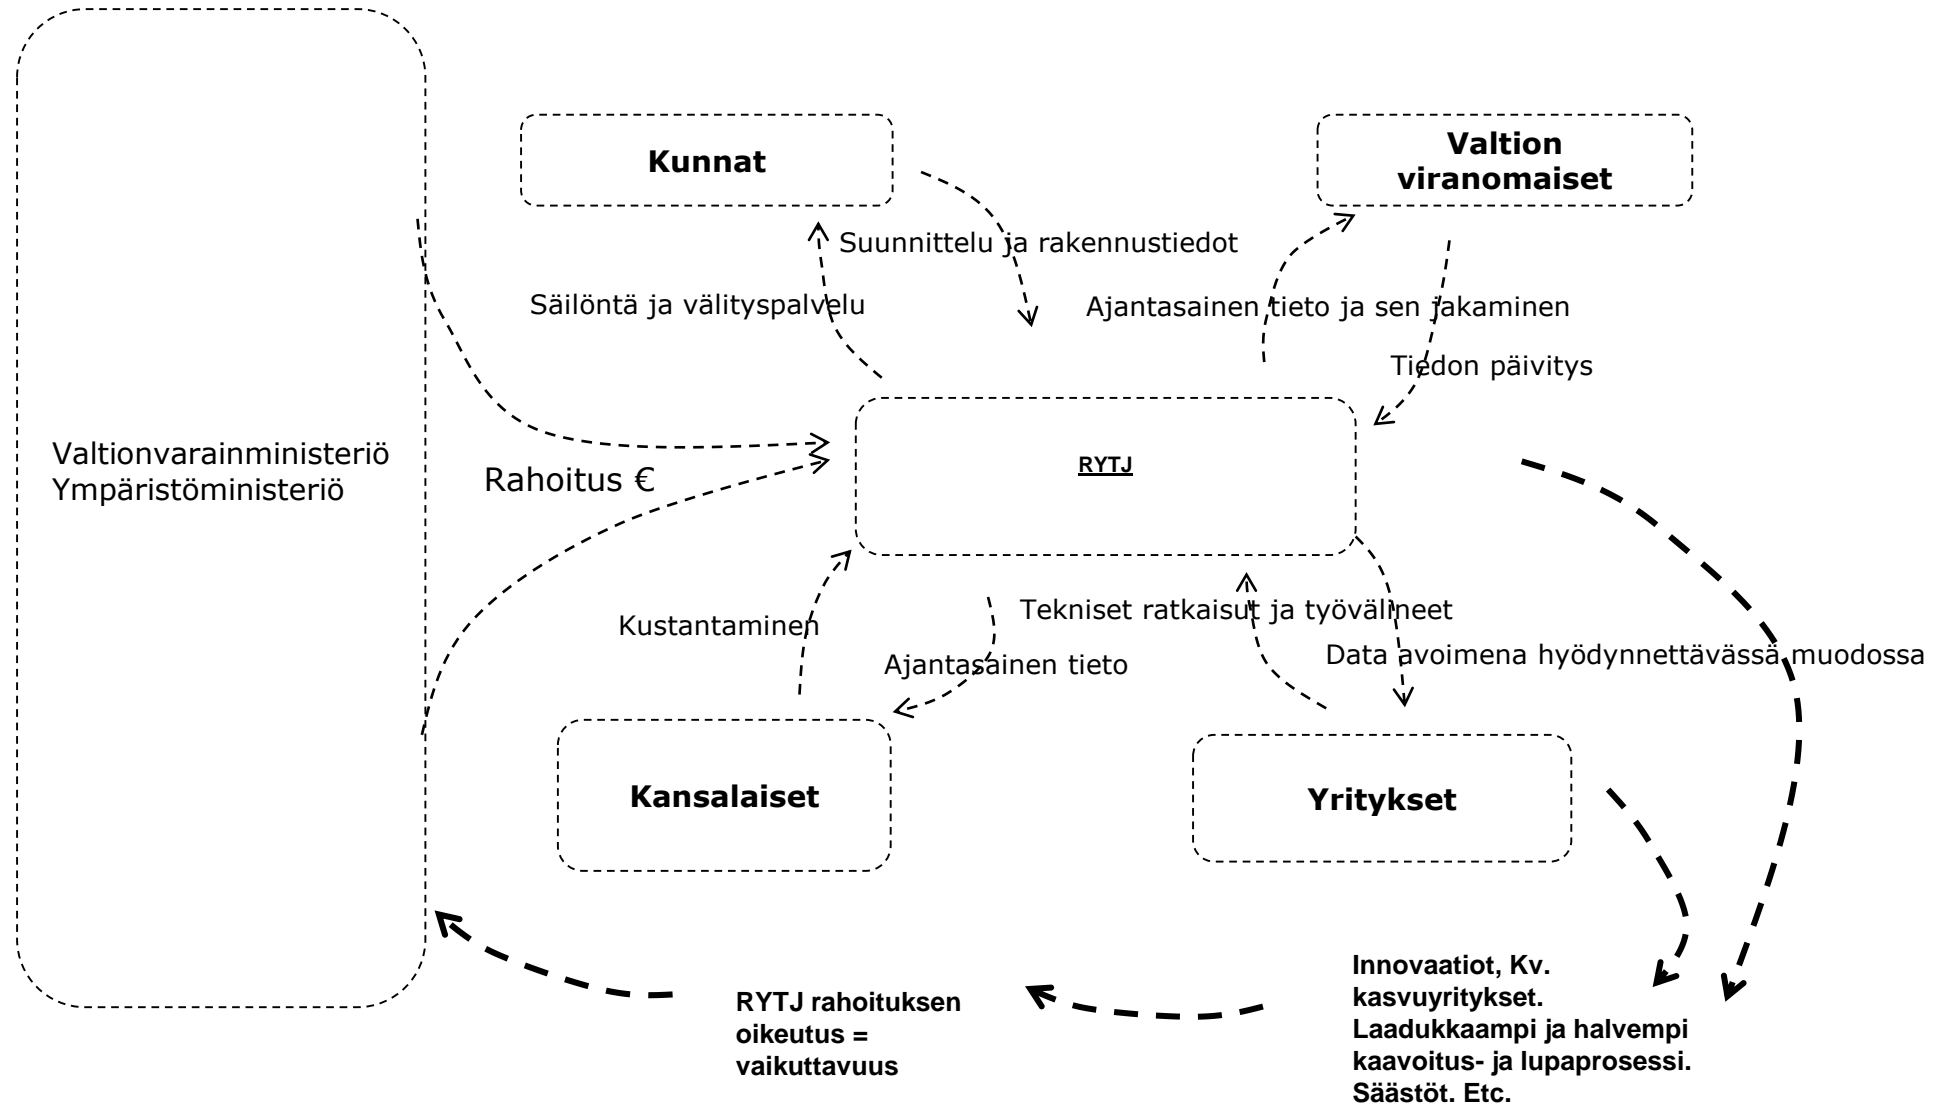 Kunnat
Valtion
viranomaiset
Suunnittelu ja rakennustiedot
Säilöntä ja välityspalvelu
Ajantasainen tieto ja sen jakaminen
Tiedon päivitys
Valtionvarainministeriö
Ympäristöministeriö
Rahoitus €
RYTJ
Kustantaminen
Tekniset ratkaisut ja työvälineet
Ajantasainen tieto
Data avoimena hyödynnettävässä muodossa
Kansalaiset
Yritykset
RYTJ rahoituksen
oikeutus =
vaikuttavuus
Innovaatiot, Kv.
kasvuyritykset.
Laadukkaampi ja halvempi
kaavoitus- ja lupaprosessi.
Säästöt. Etc.